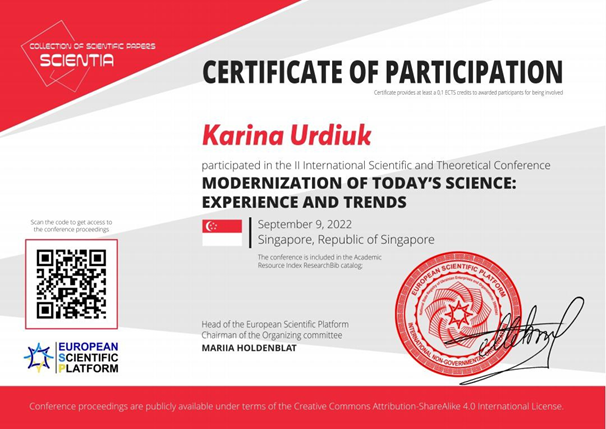 COLLECTION OF SCIENTIFIC PAPERS
SCIENTIA
CERTIFICATE OF PARTICIPATION
Certificate provides at least a 0,1 ECTS credits to awarded participants for being involved
Karina Urdiuk
participated in the II International Scientific and Theoretical Conference
MODERNIZATION OF TODAY'S SCIENCE:
EXPERIENCE AND TRENDS
September 9, 2022
Singapore, Republic of Singapore
The conference is included in the Academic
Resource Index ResearchBib catalog.
Scan the code to get access to
the conference proceedings
EUROPEAN
SCIENTIFIC
PLATFORM
Head of the European Scientific Platform
Chairman of the Organizing committee
MARIIA HOLDENBLAT
EUROPEAN SCIENTIFIC PLATFORM
INTERNATIONAL NON-GOVERNMENTAL
Conference proceedings are publicly available under terms of the Creative Commons Attribution-ShareAlike 4.0 International License.